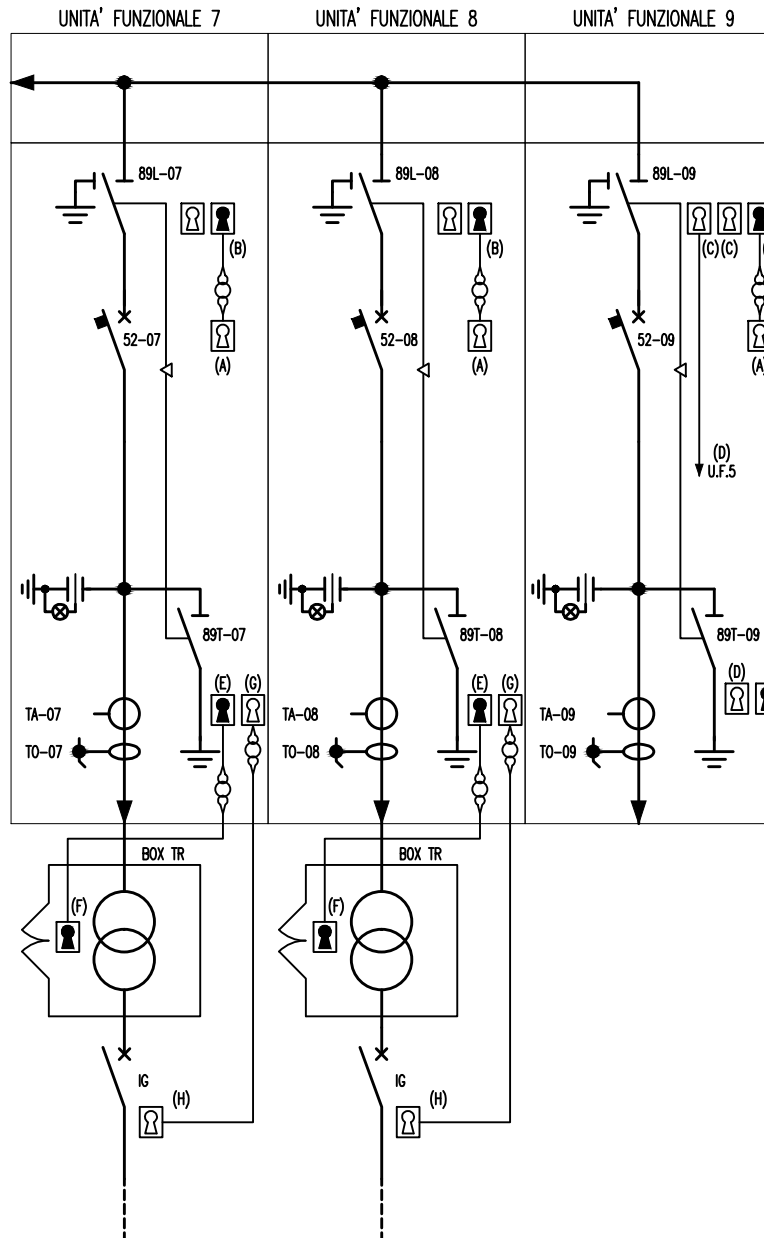 UNITA' FUNZIONALE 7
UNITA' FUNZIONALE 8
UNITA' FUNZIONALE 9
89L-07
89L-08
89L-09
(B)
(B)
(C) (C)
52-07
52-08
52-09
(A)
(A)
(A)
(D)
U.F.5
89T-07
89T-08
89T-09
(E) (G)
(E) (G)
(D)
TA-07
TA-08
TA-09
TO-07
TO-08
TO-09
BOX TR
BOX TR
(F)
(F)
IG
IG
(H)
(H)